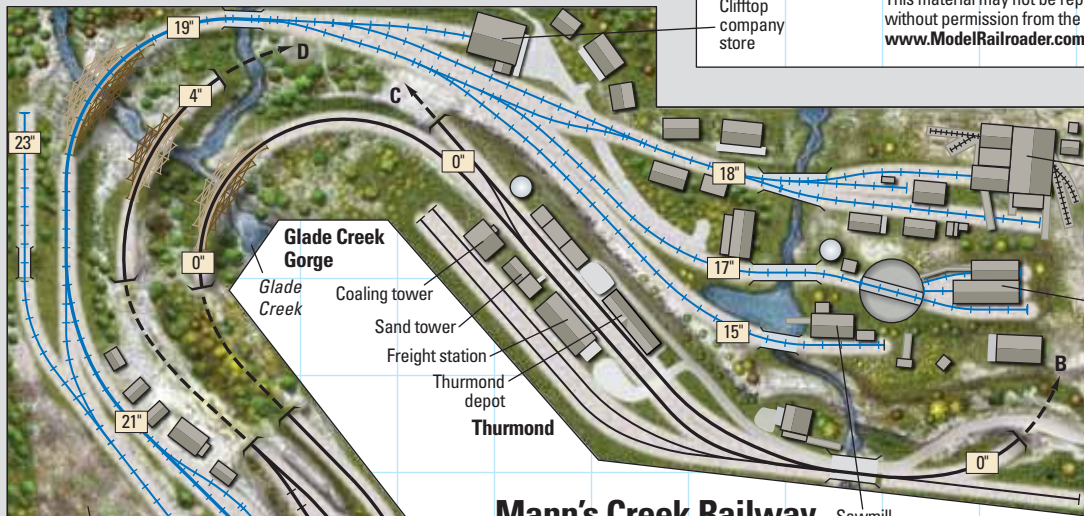 Clifftop
company
store
This material may not be rep
without permission from the
www.ModelRailroader.com
19"
D
4"
C
23"
0"
18"
Glade Creek
Gorge
0"
Glade
Creek
Coaling tower
17"
Sand tower
15"
Freight station
Thurmond
depot
B
21"
Thurmond
0"
Mann's Creek Railway
Sawmill